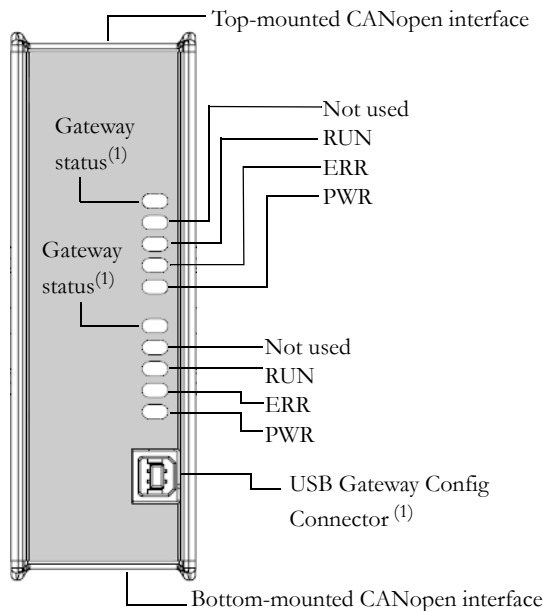 Top-mounted CANopen interface
Gateway
status(1)
Not used
RUN
ERR
PWR
Gateway
status(1)
Not used
RUN
ERR
PWR
USB Gateway Config
Connector (1)
Bottom-mounted CANopen interface